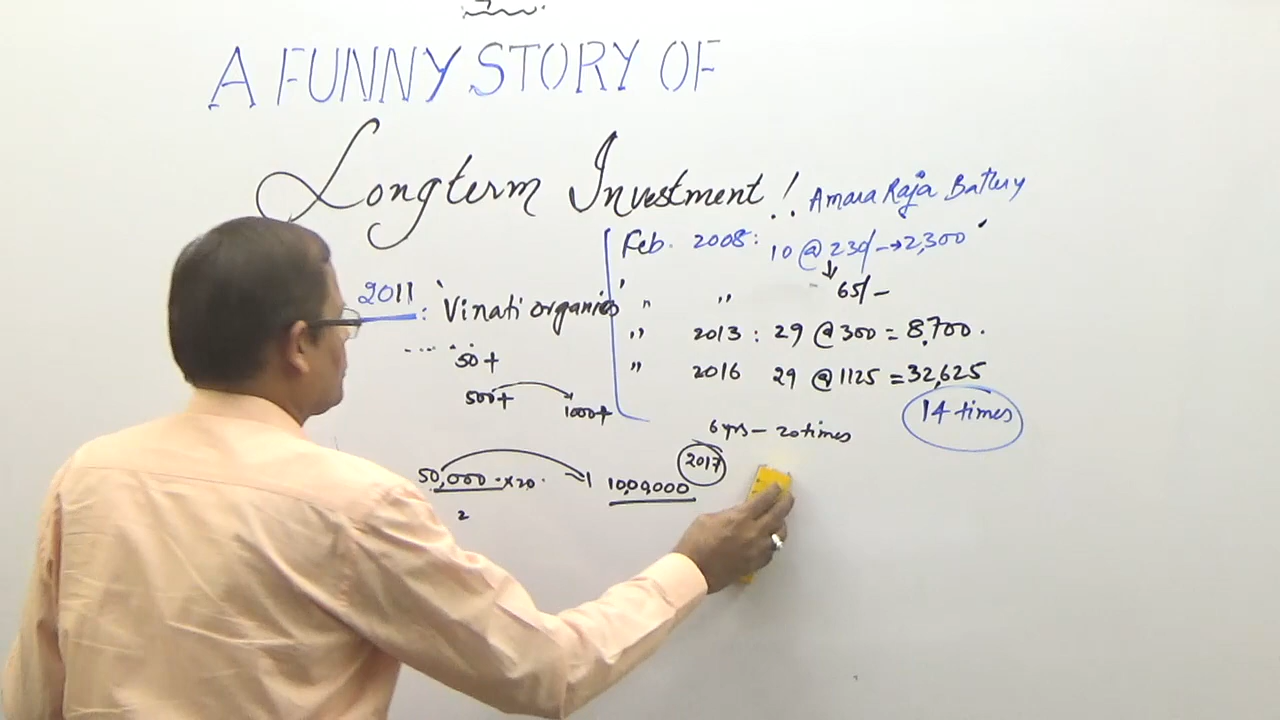 A FUNNY STORY OF
Longterm Investment!..
Amara Raja Battery
Feb. 2008: 10 @ 230/- → 2,300
" " 65/-
" 2013 : 29 @ 300 = 8,700.
" 2016 29 @ 1125 = 32,625
14 times
2011 : 'Vinati organics'
50+
500+ 1000+
6 yrs - 20 times
50,000 × 20. 10,00,000 2017
2